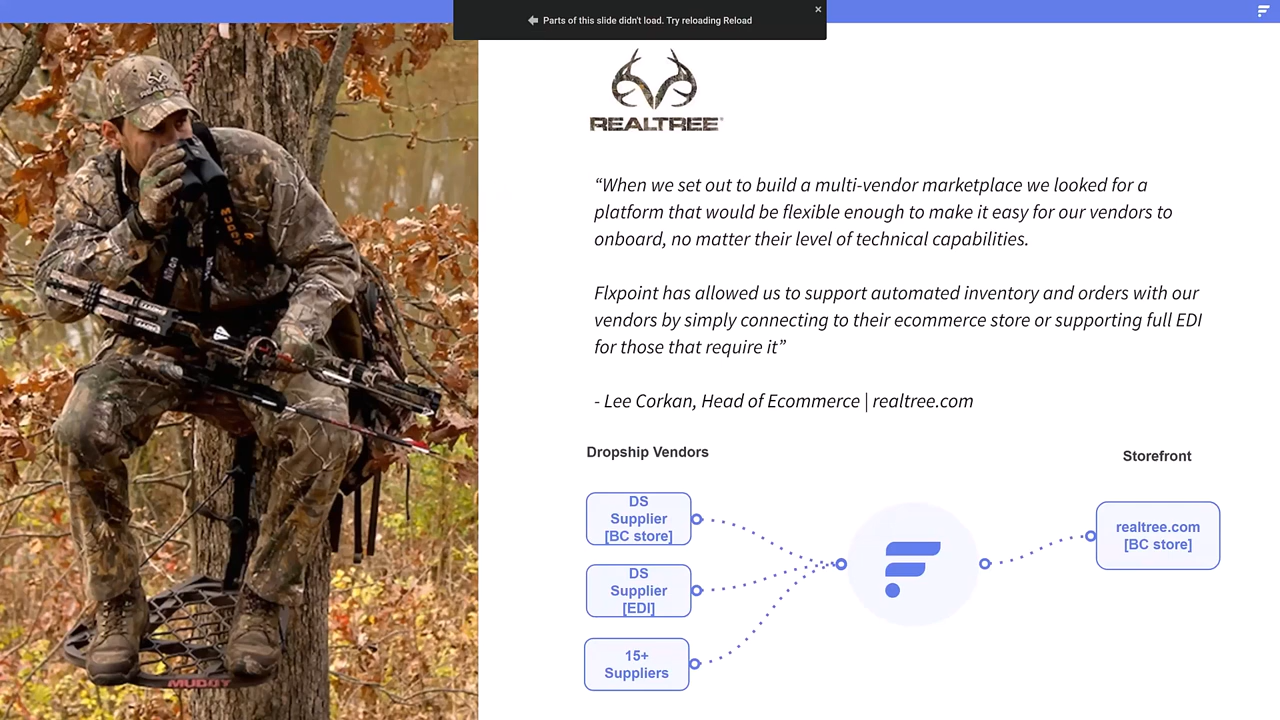 Parts of this slide didn't load. Try reloading Reload
REALTREE
“When we set out to build a multi-vendor marketplace we looked for a
platform that would be flexible enough to make it easy for our vendors to
onboard, no matter their level of technical capabilities.
Flxpoint has allowed us to support automated inventory and orders with our
vendors by simply connecting to their ecommerce store or supporting full EDI
for those that require it”
- Lee Corkan, Head of Ecommerce | realtree.com
Dropship Vendors
Storefront
DS
Supplier
[BC store]
DS
Supplier
[EDI]
15+
Suppliers
realtree.com
[BC store]
MUDDY
MUDDY